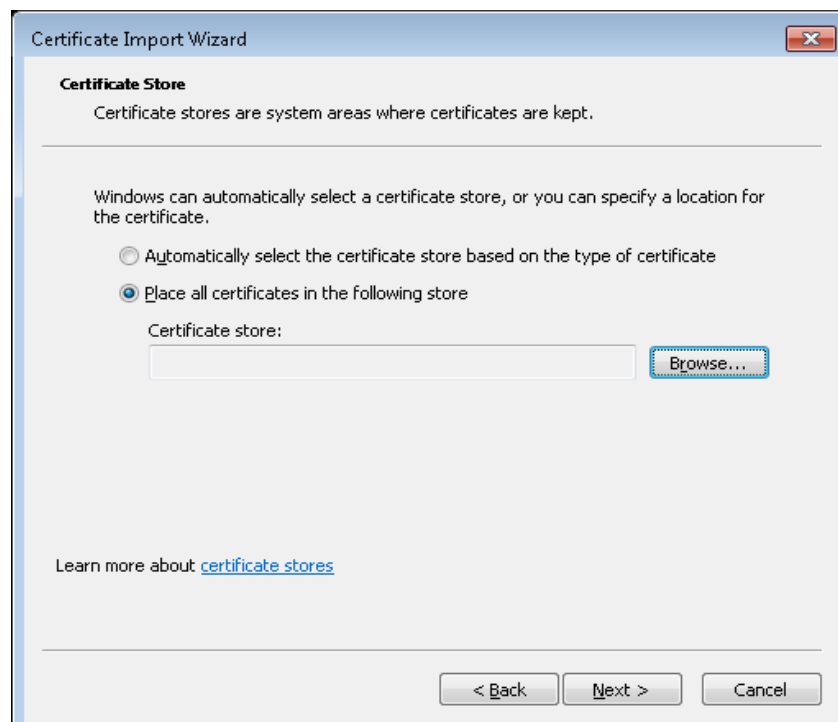 Certificate Import Wizard
Certificate Store
Certificate stores are system areas where certificates are kept.
Windows can automatically select a certificate store, or you can specify a location for
the certificate.
Automatically select the certificate store based on the type of certificate
Place all certificates in the following store
Certificate store:
Browse...
Learn more about certificate stores
< Back
Next >
Cancel